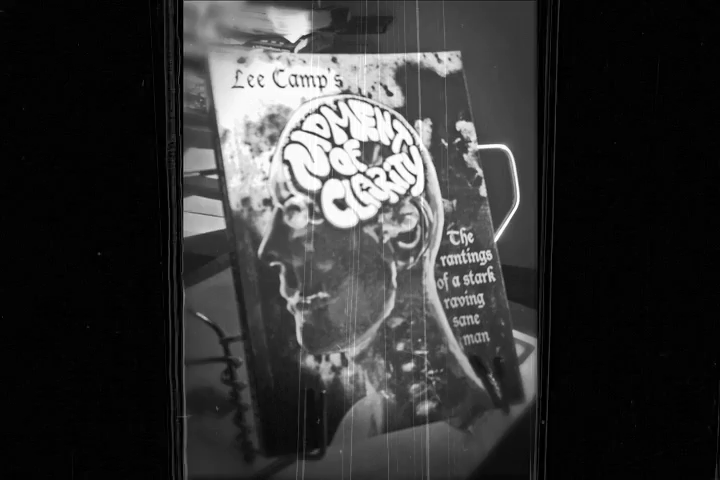 Lee Camp's
MOMENT
OF
CLARITY
The
rantings
of a stark
raving
sane
man